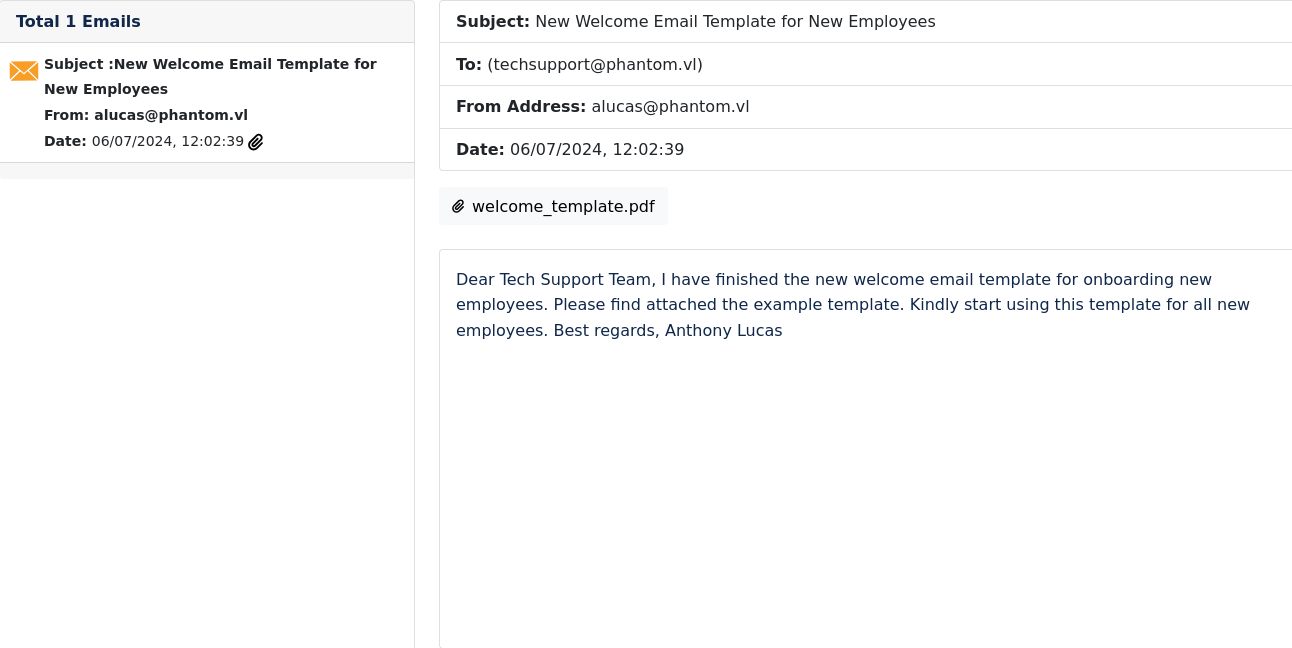 Total 1 Emails
Subject :New Welcome Email Template for
New Employees
From: alucas@phantom.vl
Date: 06/07/2024, 12:02:39
Subject: New Welcome Email Template for New Employees
To: (techsupport@phantom.vl)
From Address: alucas@phantom.vl
Date: 06/07/2024, 12:02:39
welcome_template.pdf
Dear Tech Support Team, I have finished the new welcome email template for onboarding new
employees. Please find attached the example template. Kindly start using this template for all new
employees. Best regards, Anthony Lucas